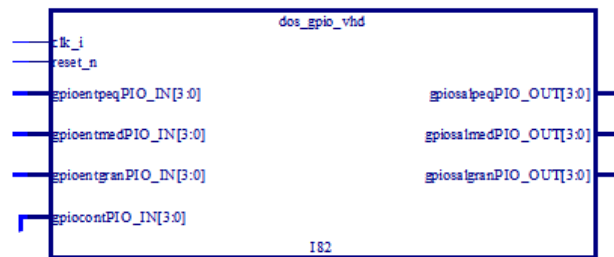 dos_gpio_vhd
clk_i
reset_n
gpioentpeqPIO_IN[3:0]
gpiosalpeqPIO_OUT[3:0]
gpioentmedPIO_IN[3:0]
gpiosalmedPIO_OUT[3:0]
gpioentgranPIO_IN[3:0]
gpiosalgranPIO_OUT[3:0]
gpiocontPIO_IN[3:0]
I82